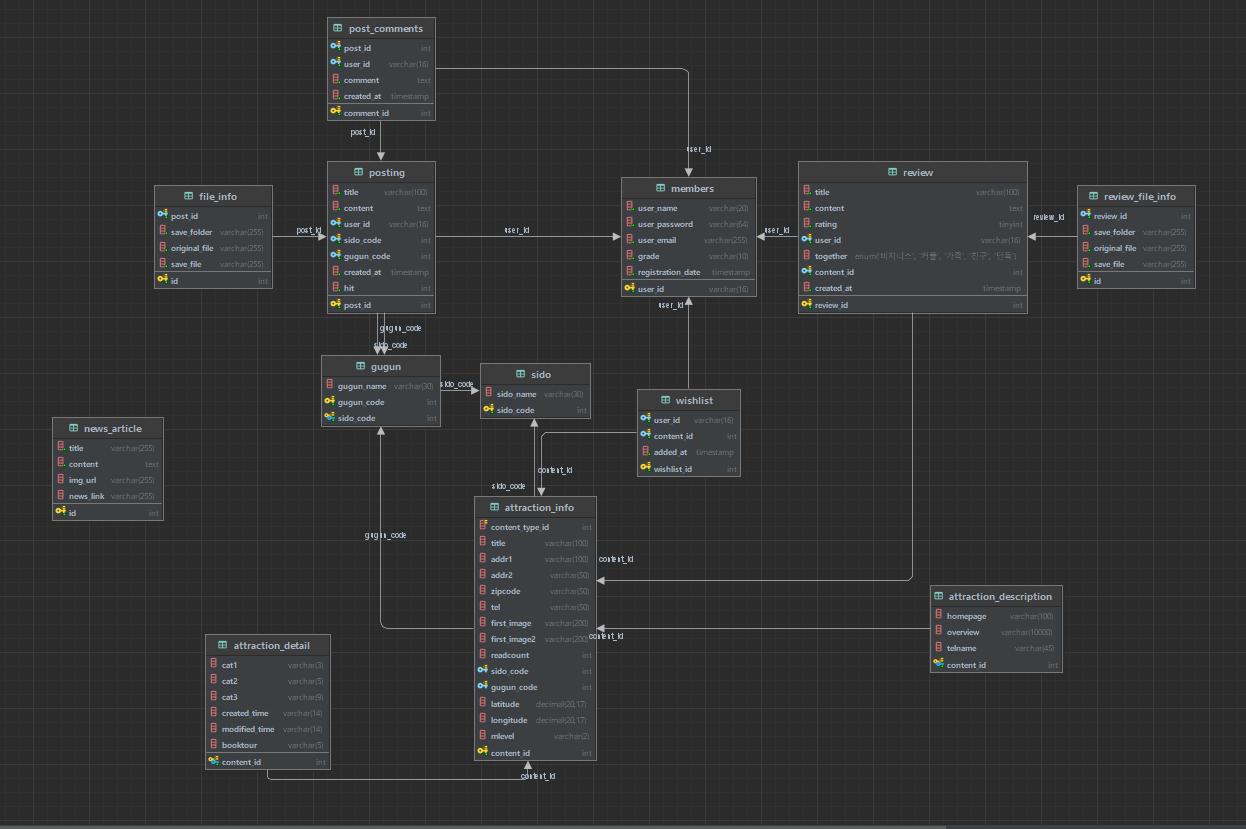 post_comments
post_id int
user_id varchar(16)
comment text
created_at timestamp
comment_id int
post_id
user_id
file_info
post_id int
save_folder varchar(255)
original_file varchar(255)
save_file varchar(255)
id int
post_id
posting
title varchar(100)
content text
user_id varchar(16)
sido_code int
gugun_code int
created_at timestamp
hit int
post_id int
user_id
members
user_name varchar(20)
user_password varchar(64)
user_email varchar(255)
grade varchar(10)
registration_date timestamp
user_id varchar(16)
user_id
review
title varchar(100)
content text
rating tinyint
user_id varchar(16)
together enum('비지니스', '커플', '가족', '친구', '단독')
content_id int
created_at timestamp
review_id int
review_id
review_file_info
review_id int
save_folder varchar(255)
original_file varchar(255)
save_file varchar(255)
id int
user_id
gugun_code
sido_code
gugun
gugun_name varchar(30)
gugun_code int
sido_code int
sido_code
sido
sido_name varchar(30)
sido_code int
wishlist
user_id varchar(16)
content_id int
added_at timestamp
wishlist_id int
news_article
title varchar(255)
content text
img_url varchar(255)
news_link varchar(255)
id int
content_id
sido_code
gugun_code
attraction_info
content_type_id int
title varchar(100)
addr1 varchar(100)
addr2 varchar(50)
zipcode varchar(50)
tel varchar(50)
first_image varchar(200)
first_image2 varchar(200)
readcount int
sido_code int
gugun_code int
latitude decimal(20,17)
longitude decimal(20,17)
mlevel varchar(2)
content_id int
content_id
content_id
attraction_description
homepage varchar(100)
overview varchar(10000)
telname varchar(45)
content_id int
attraction_detail
cat1 varchar(3)
cat2 varchar(5)
cat3 varchar(9)
created_time varchar(14)
modified_time varchar(14)
booktour varchar(5)
content_id int
content_id